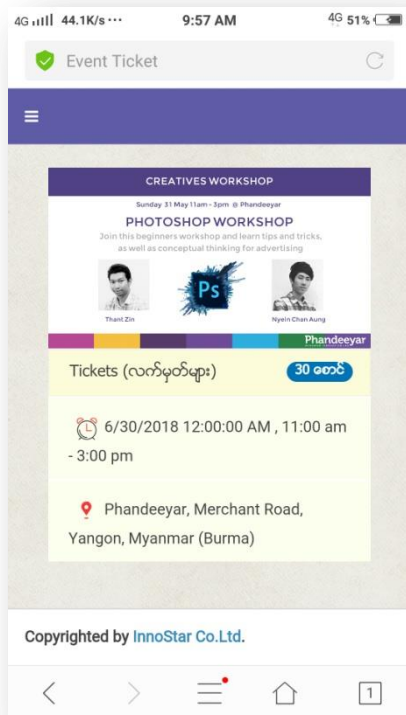 4G 44.1K/s ··· 9:57 AM 4G 51%
Event Ticket
CREATIVES WORKSHOP
Sunday 31 May 11am - 3pm @ Phandeeyar
PHOTOSHOP WORKSHOP
Join this beginners workshop and learn tips and tricks,
as well as conceptual thinking for advertising
Ps
Thant Zin
Nyein Chan Aung
Phandeeyar
Tickets (လက်မှတ်များ)
30 စောင်
6/30/2018 12:00:00 AM , 11:00 am
- 3:00 pm
Phandeeyar, Merchant Road,
Yangon, Myanmar (Burma)
Copyrighted by InnoStar Co.Ltd.
1